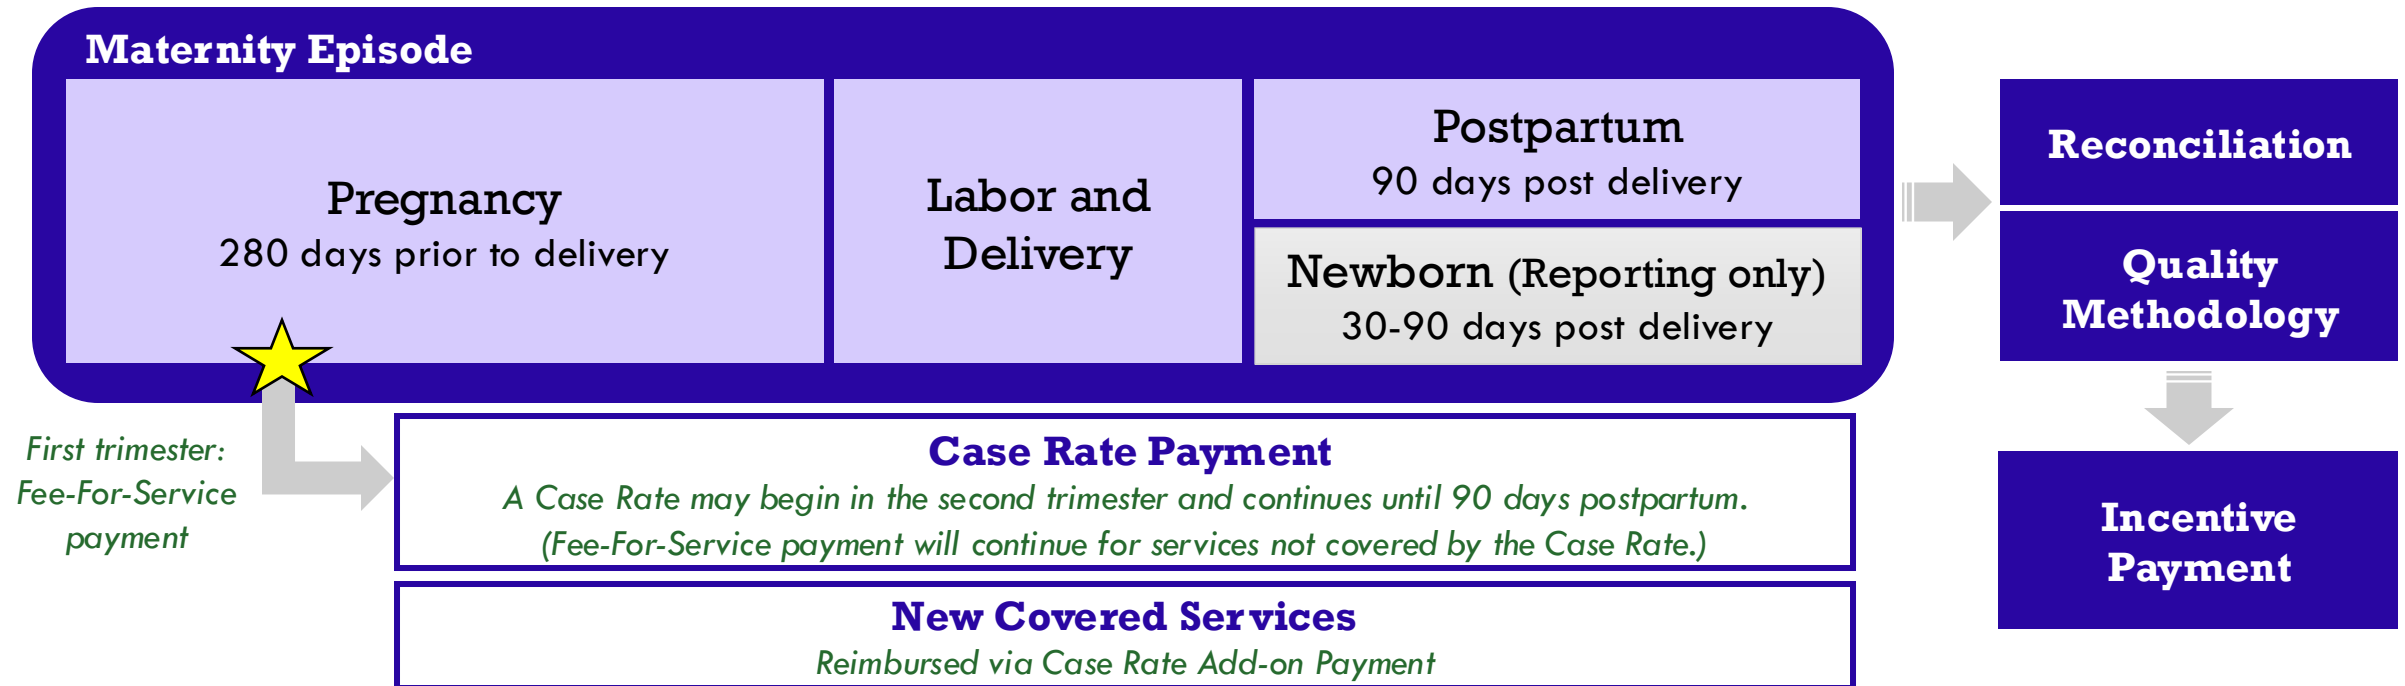 Maternity Episode
Pregnancy
280 days prior to delivery
Labor and
Delivery
Postpartum
90 days post delivery
Newborn (Reporting only)
30-90 days post delivery
Reconciliation
Quality
Methodology
Incentive
Payment
First trimester:
Fee-For-Service
payment
Case Rate Payment
A Case Rate may begin in the second trimester and continues until 90 days postpartum.
(Fee-For-Service payment will continue for services not covered by the Case Rate.)
New Covered Services
Reimbursed via Case Rate Add-on Payment